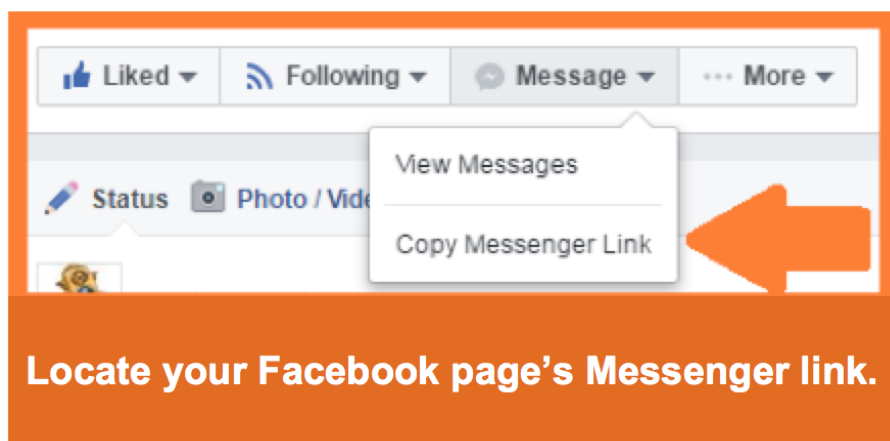 Liked Following Message ··· More
View Messages
Status Photo / Vide
Copy Messenger Link
Locate your Facebook page’s Messenger link.